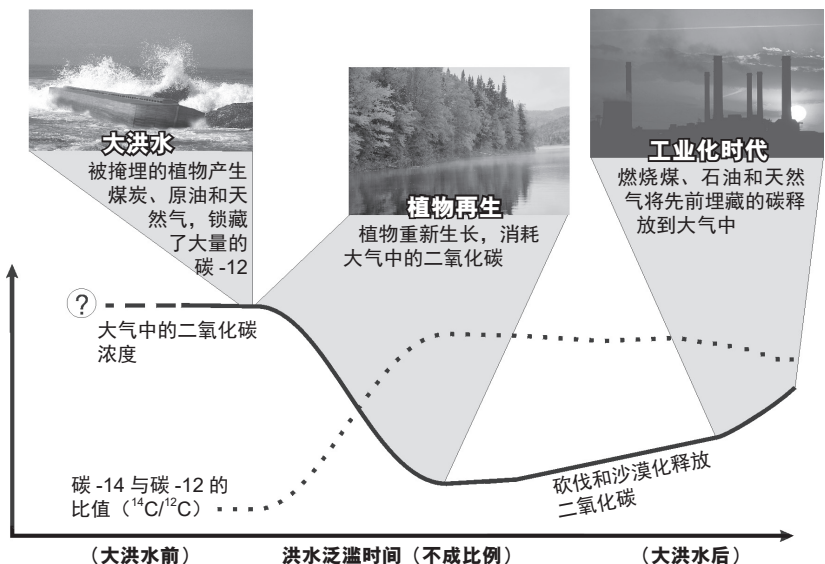 大洪水
被掩埋的植物产生
煤炭、原油和天
然气，锁藏
了大量的
碳 -12
植物再生
植物重新生长，消耗
大气中的二氧化碳
工业化时代
燃烧煤、石油和天然
气将先前埋藏的碳释
放到大气中
?
大气中的二氧化碳
浓度
碳 -14 与碳 -12 的
比值（¹⁴C/¹²C）
砍伐和沙漠化释放
二氧化碳
（大洪水前）
洪水泛滥时间（不成比例）
（大洪水后）